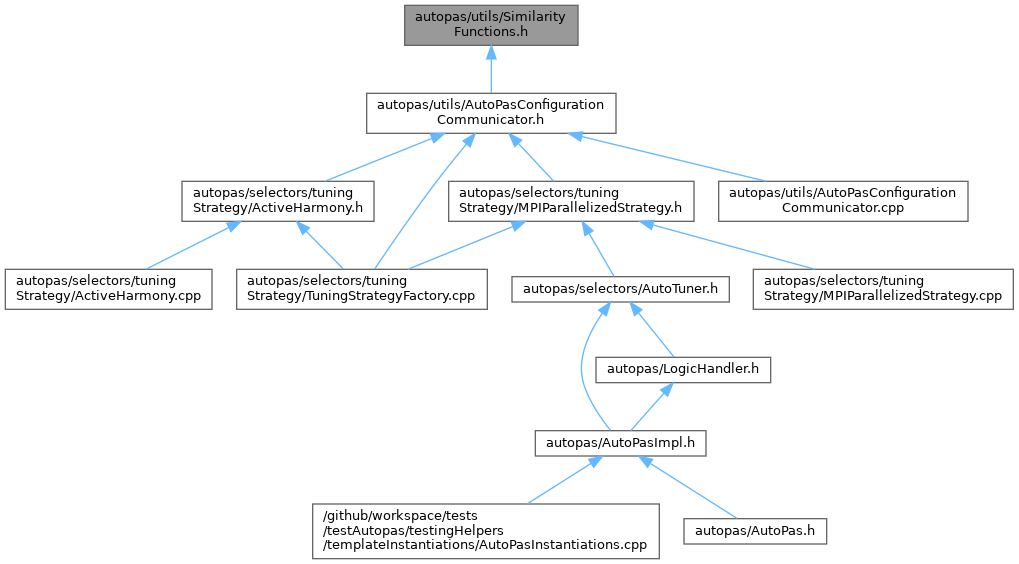 autopas/utils/Similarity
Functions.h
autopas/utils/AutoPasConfiguration
Communicator.h
autopas/selectors/tuning
Strategy/ActiveHarmony.h
autopas/selectors/tuning
Strategy/MPIParallelizedStrategy.h
autopas/utils/AutoPasConfiguration
Communicator.cpp
autopas/selectors/tuning
Strategy/ActiveHarmony.cpp
autopas/selectors/tuning
Strategy/TuningStrategyFactory.cpp
autopas/selectors/AutoTuner.h
autopas/selectors/tuning
Strategy/MPIParallelizedStrategy.cpp
autopas/LogicHandler.h
autopas/AutoPasImpl.h
/github/workspace/tests
/testAutopas/testingHelpers
/templateInstantiations/AutoPasInstantiations.cpp
autopas/AutoPas.h